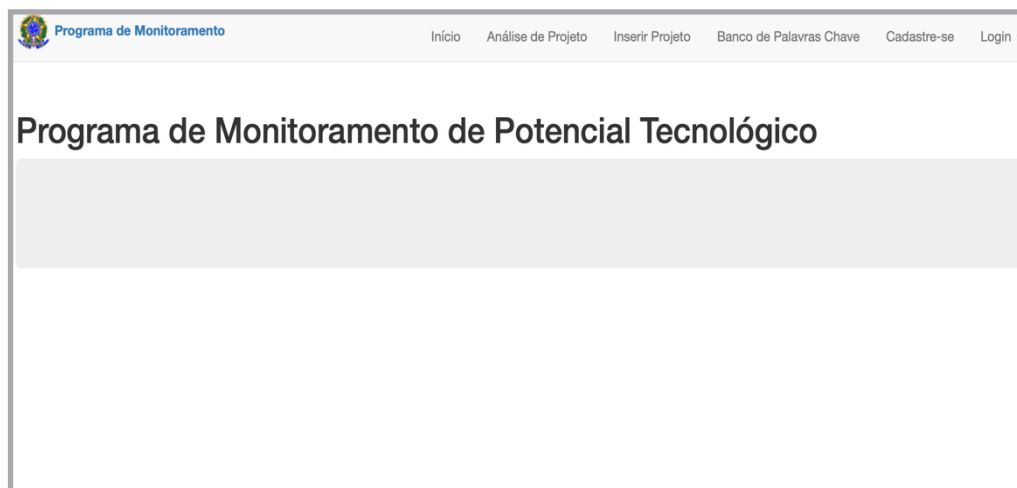 Programa de Monitoramento
Início Análise de Projeto Inserir Projeto Banco de Palavras Chave Cadastre-se Login
Programa de Monitoramento de Potencial Tecnológico